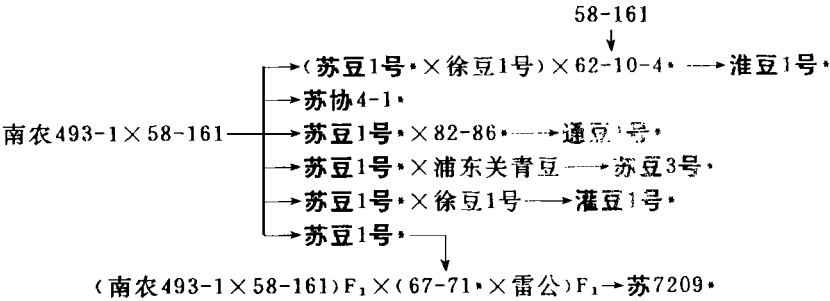 58-161
(苏豆1号*×徐豆1号)×62-10-4*→淮豆1号*
苏协4-1*
南农493-1×58-161→苏豆1号*×82-86*→通豆1号*
苏豆1号*×浦东关青豆→苏豆3号*
苏豆1号*×徐豆1号→灌豆1号*
苏豆1号*
(南农493-1×58-161)F₁×(67-71*×雷公)F₁→苏7209*